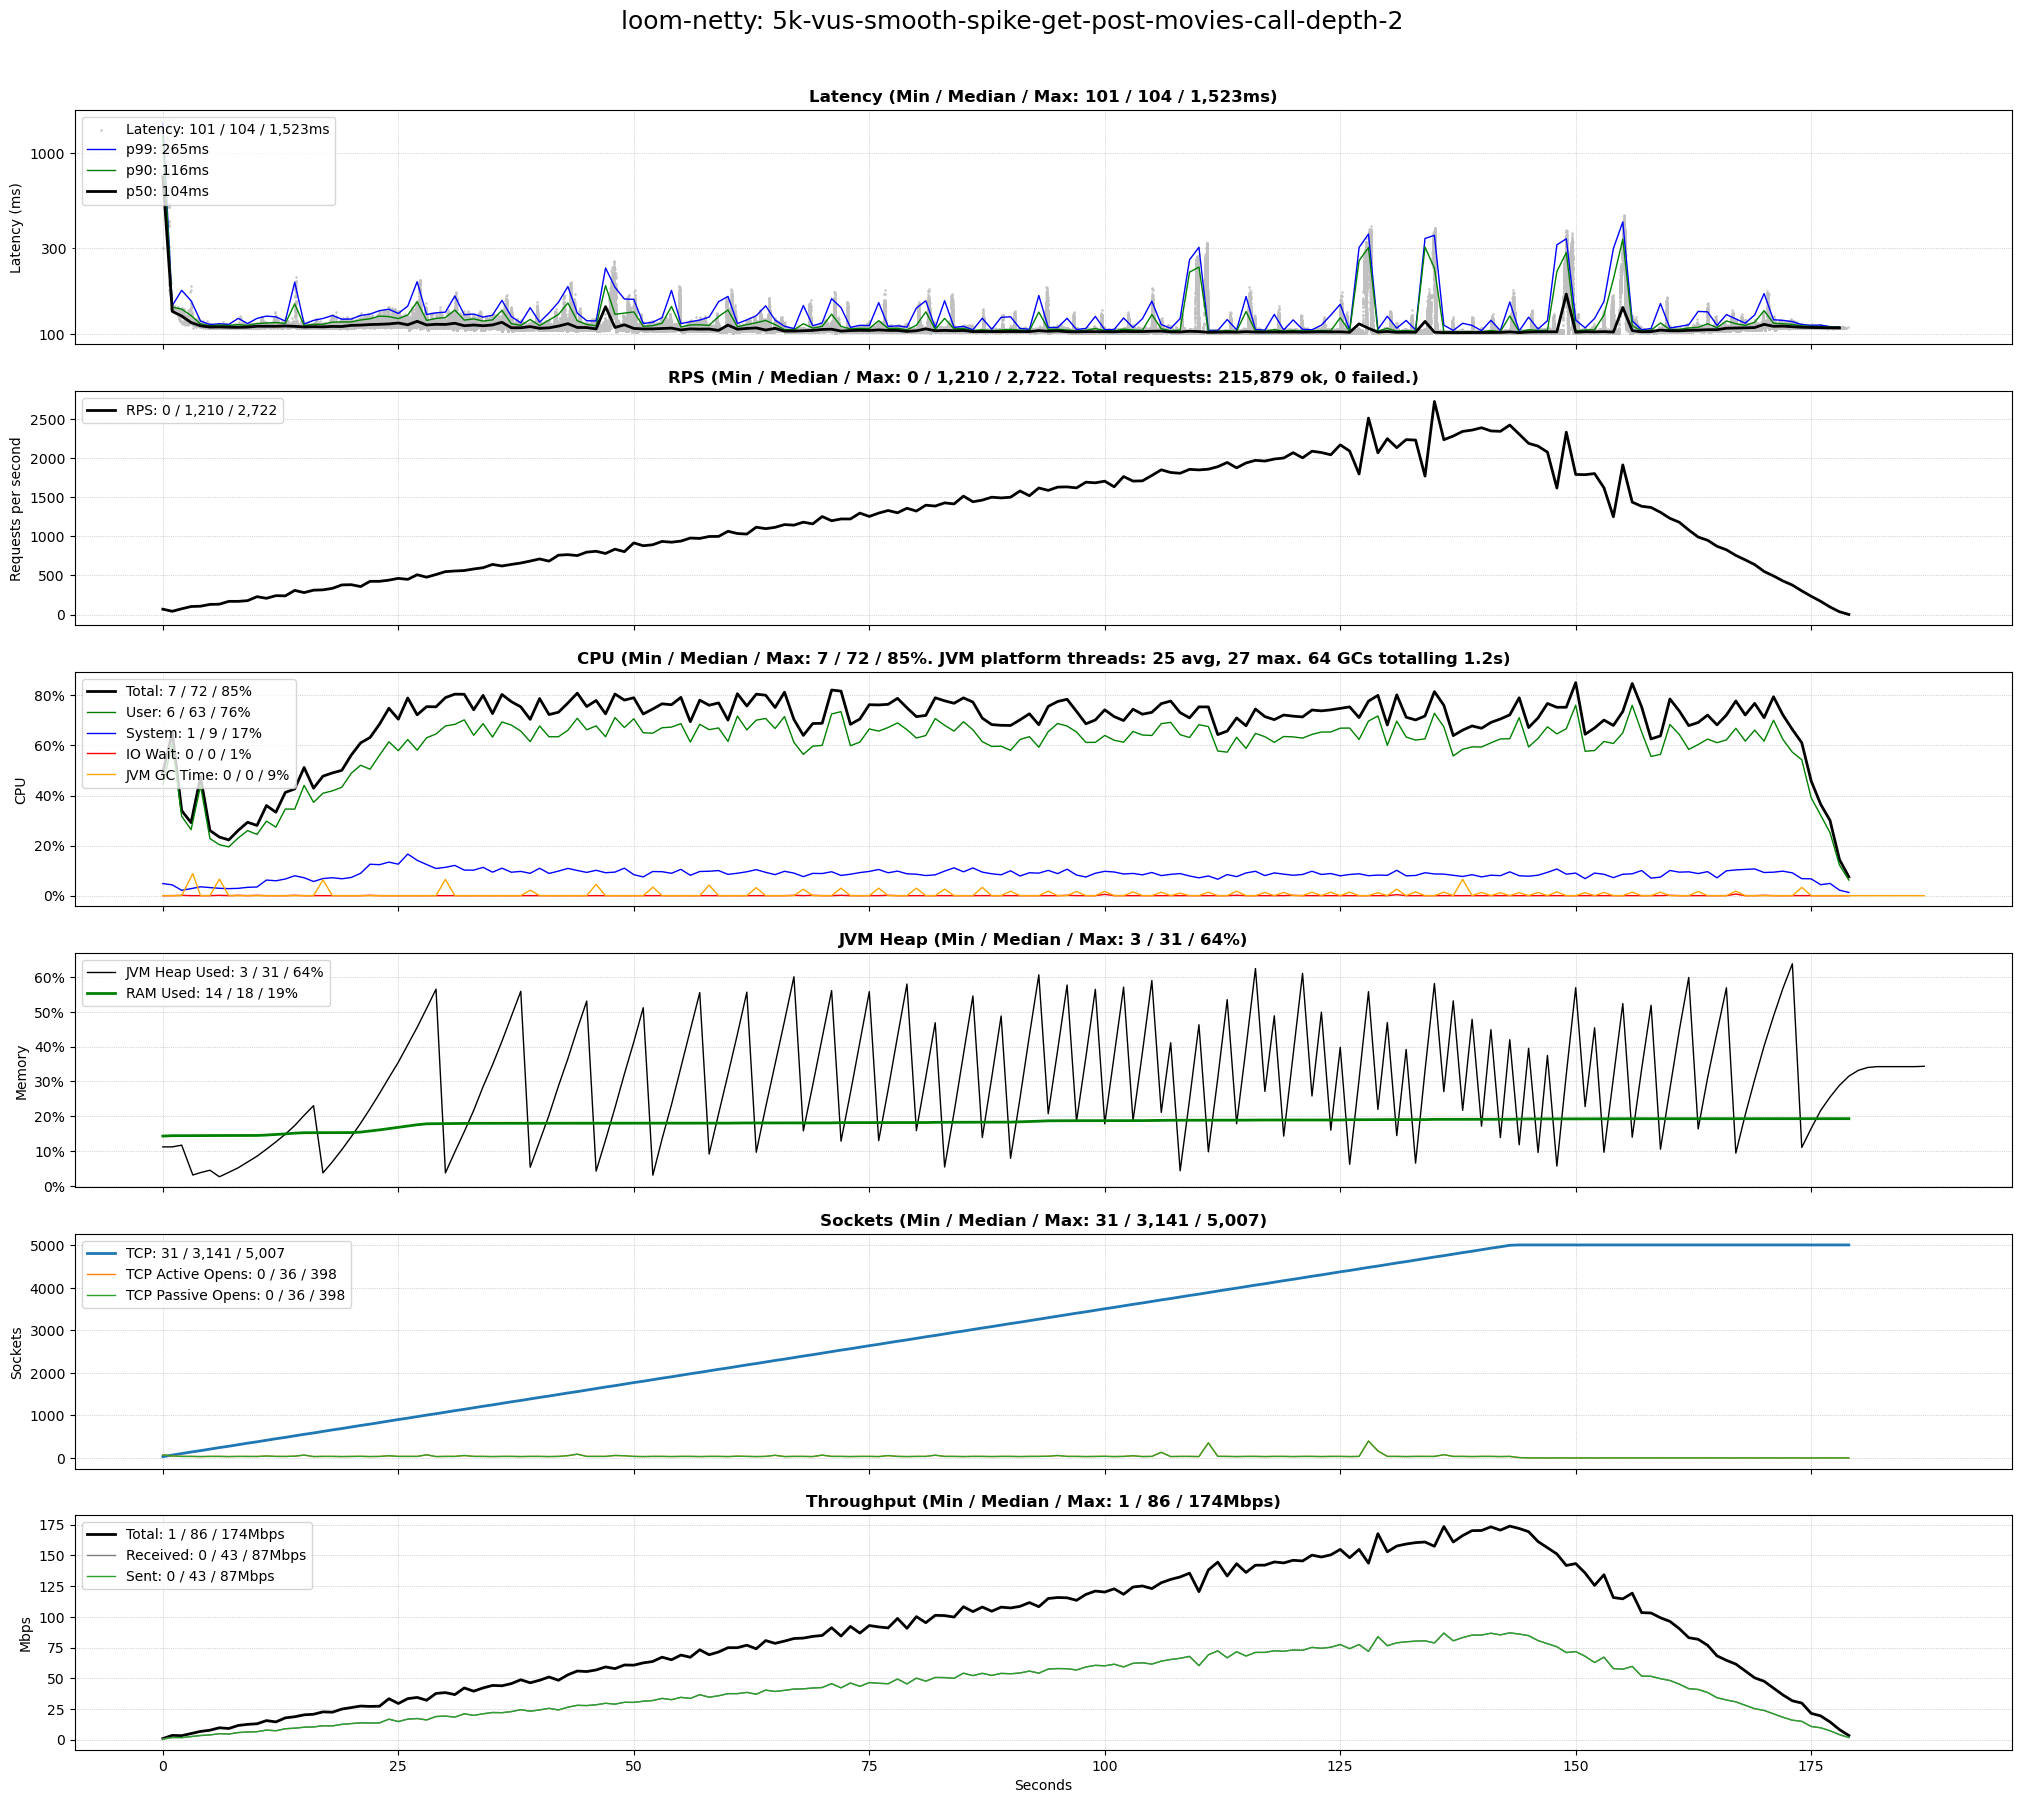 loom-netty: 5k-vus-smooth-spike-get-post-movies-call-depth-2
Latency (Min / Median / Max: 101 / 104 / 1,523ms)
Latency (ms)
1000
300
100
Latency: 101 / 104 / 1,523ms
p99: 265ms
p90: 116ms
p50: 104ms
RPS (Min / Median / Max: 0 / 1,210 / 2,722. Total requests: 215,879 ok, 0 failed.)
Requests per second
2500
2000
1500
1000
500
0
RPS: 0 / 1,210 / 2,722
CPU (Min / Median / Max: 7 / 72 / 85%. JVM platform threads: 25 avg, 27 max. 64 GCs totalling 1.2s)
CPU
80%
60%
40%
20%
0%
Total: 7 / 72 / 85%
User: 6 / 63 / 76%
System: 1 / 9 / 17%
IO Wait: 0 / 0 / 1%
JVM GC Time: 0 / 0 / 9%
JVM Heap (Min / Median / Max: 3 / 31 / 64%)
Memory
60%
50%
40%
30%
20%
10%
0%
JVM Heap Used: 3 / 31 / 64%
RAM Used: 14 / 18 / 19%
Sockets (Min / Median / Max: 31 / 3,141 / 5,007)
Sockets
5000
4000
3000
2000
1000
0
TCP: 31 / 3,141 / 5,007
TCP Active Opens: 0 / 36 / 398
TCP Passive Opens: 0 / 36 / 398
Throughput (Min / Median / Max: 1 / 86 / 174Mbps)
Mbps
175
150
125
100
75
50
25
0
Total: 1 / 86 / 174Mbps
Received: 0 / 43 / 87Mbps
Sent: 0 / 43 / 87Mbps
0 25 50 75 100 125 150 175
Seconds